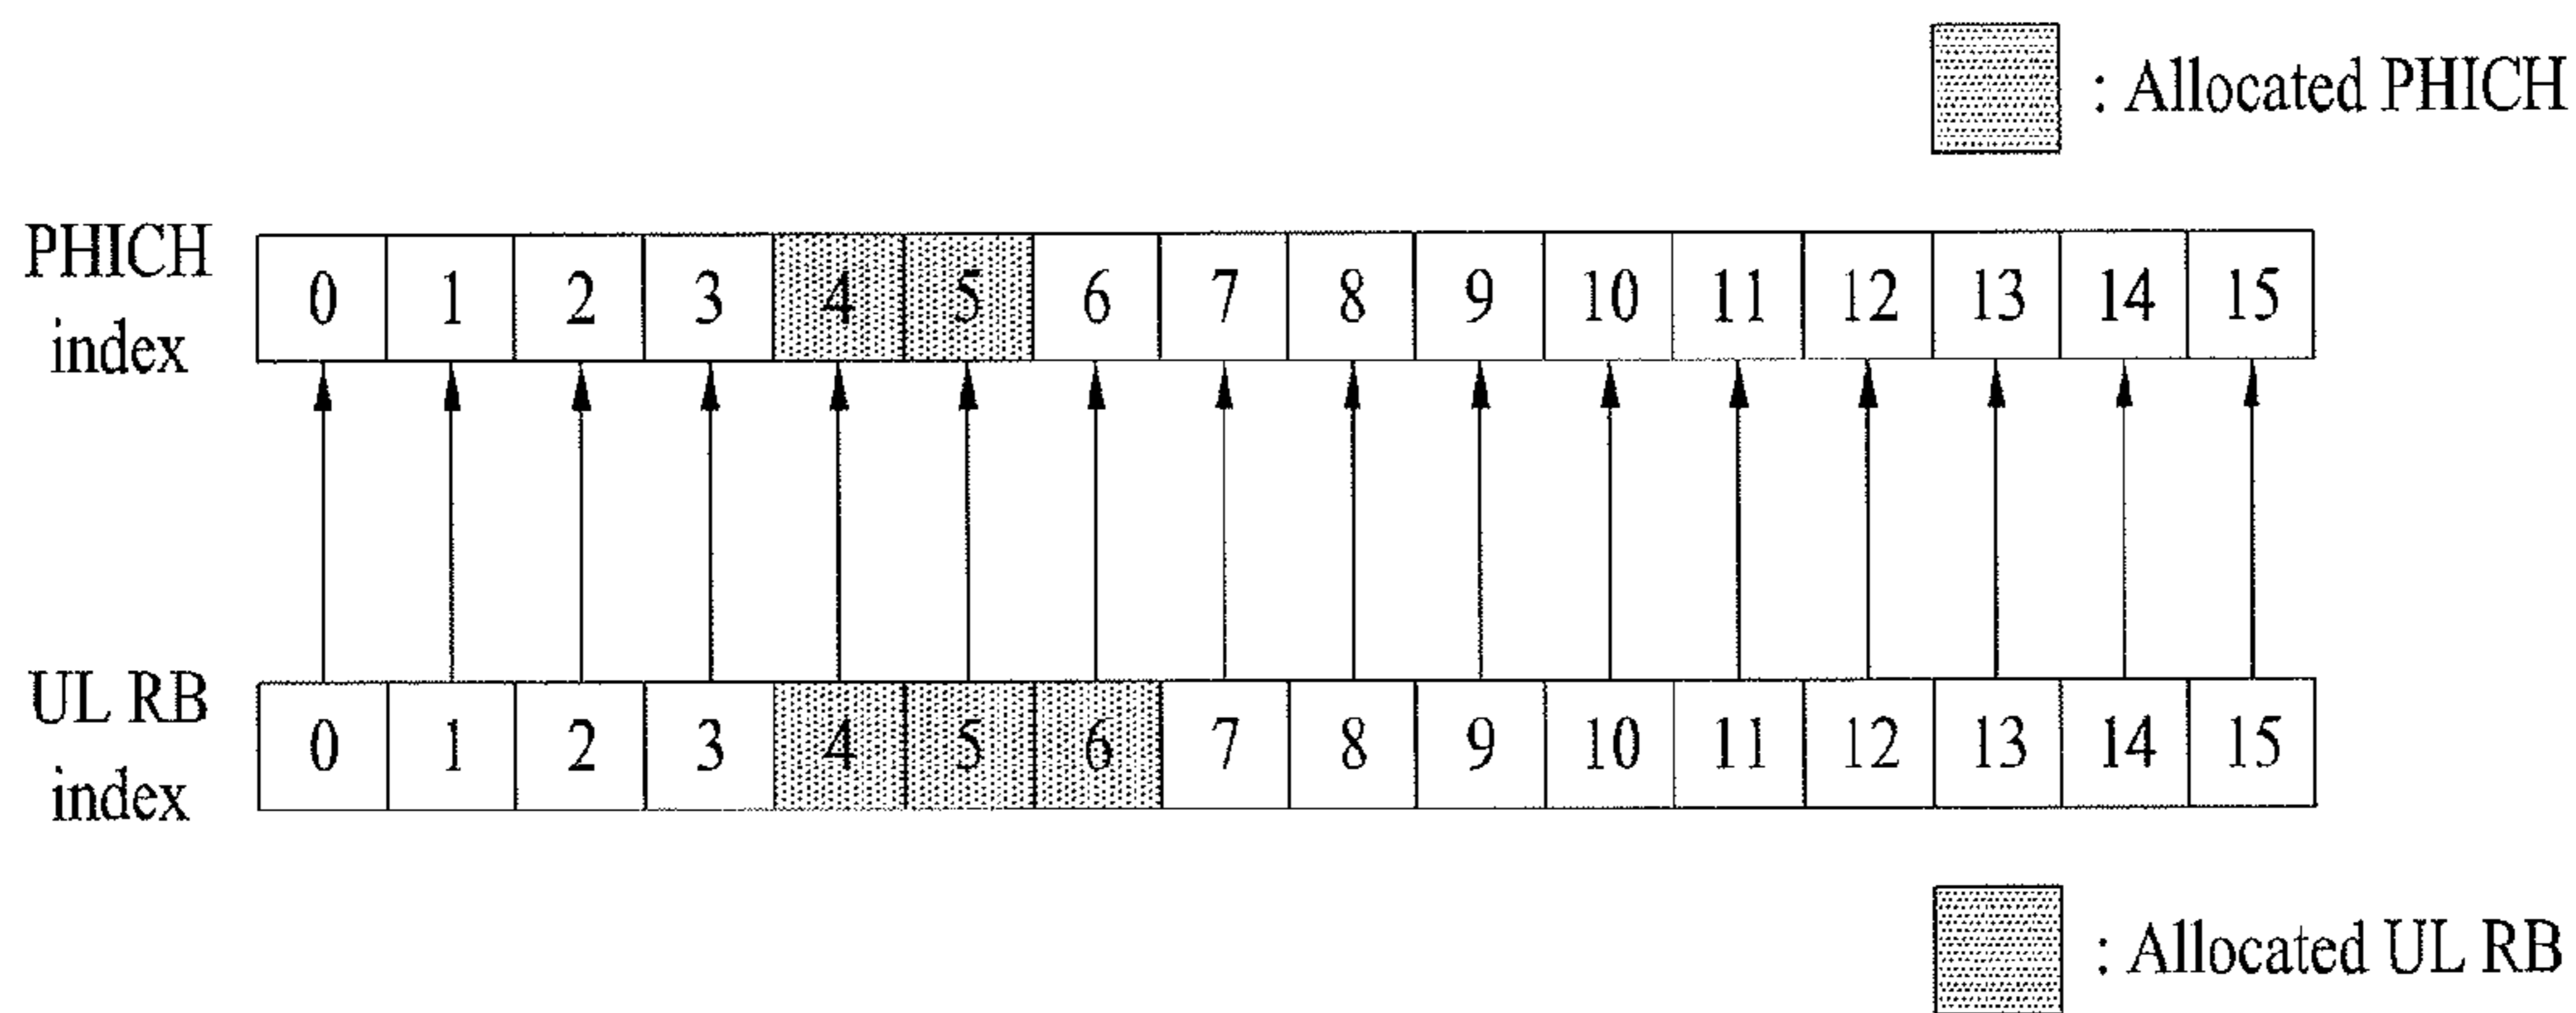 : Allocated PHICH
PHICH
index
0 1 2 3 4 5 6 7 8 9 10 11 12 13 14 15
UL RB
index
0 1 2 3 4 5 6 7 8 9 10 11 12 13 14 15
: Allocated UL RB